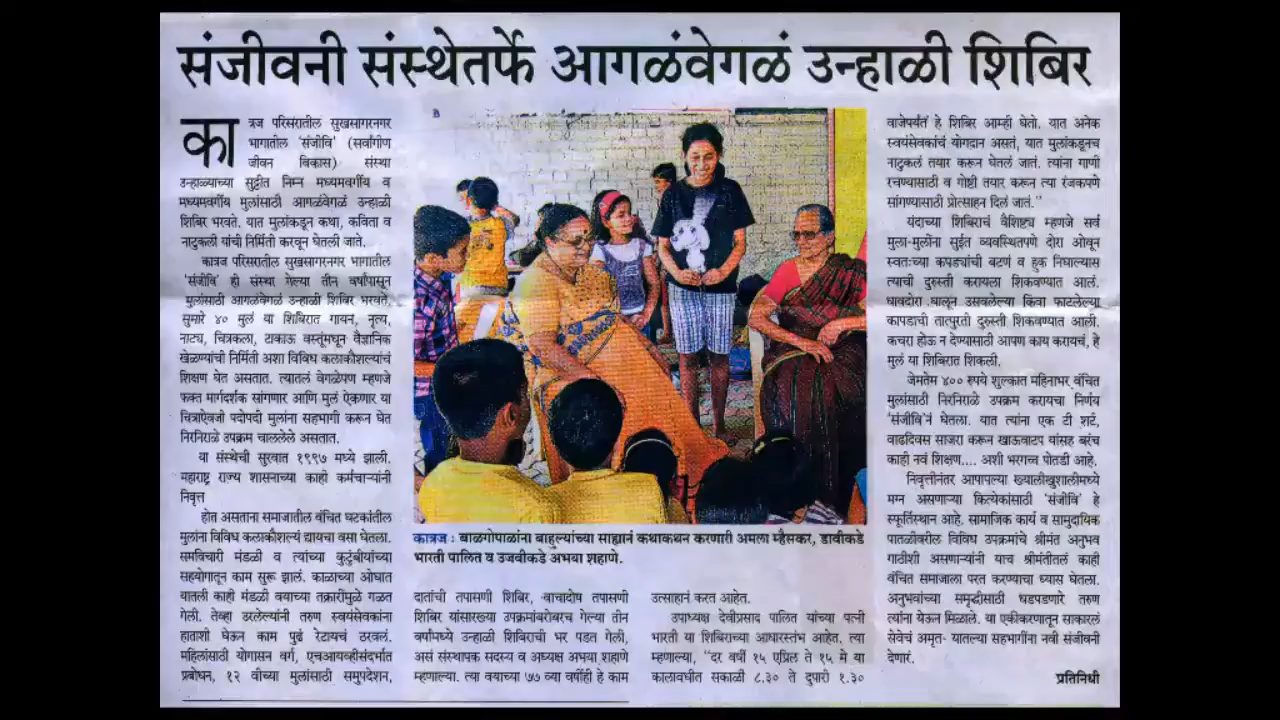 संजीवनी संस्थेतर्फे आगळंवेगळं उन्हाळी शिबिर
कात्रज परिसरातील सुखसागरनगर
भागातील 'संजीवि' (सर्वांगीण
जीवन विकास) संस्था
उन्हाळ्याच्या सुट्टीत निम्न मध्यमवर्गीय व
मध्यमवर्गीय मुलांसाठी आगळंवेगळं उन्हाळी
शिबिर भरवते. यात मुलांकडून कथा, कविता व
नाटुकली यांची निर्मिती करवून घेतली जाते.
कात्रज परिसरातील सुखसागरनगर भागातील
'संजीवि' ही संस्था गेल्या तीन वर्षांपासून
मुलांसाठी आगळंवेगळं उन्हाळी शिबिर भरवते.
सुमारे ४० मुलं या शिबिरात गायन, नृत्य,
नाट्य, चित्रकला, टाकाऊ वस्तूंमधून वैज्ञानिक
खेळण्यांची निर्मिती अशा विविध कलाकौशल्यांचं
शिक्षण घेत असतात. त्यातलं वेगळेपण म्हणजे
फक्त मार्गदर्शक सांगणार आणि मुलं ऐकणार या
चित्राऐवजी पदोपदी मुलांना सहभागी करून घेत
निरनिराळे उपक्रम चाललेले असतात.
या संस्थेची सुरवात १९९७ मध्ये झाली.
महाराष्ट्र राज्य शासनाच्या काही कर्मचाऱ्यांनी
निवृत्त
होत असताना समाजातील वंचित घटकांतील
मुलांना विविध कलाकौशल्यं द्यायचा वसा घेतला.
समविचारी मंडळी व त्यांच्या कुटुंबीयांच्या
सहयोगातून काम सुरू झालं. काळाच्या ओघात
यातली काही मंडळी वयाच्या तक्रारींमुळे गळत
गेली. तेव्हा उरलेल्यांनी तरुण स्वयंसेवकांना
हाताशी घेऊन काम पुढं रेटायचं ठरवलं.
महिलांसाठी योगासन वर्ग, एचआयव्हीसंदर्भात
प्रबोधन, १२ वीच्या मुलांसाठी समुपदेशन,
कात्रज : बाळगोपाळांना बाहुल्यांच्या साह्यानं कथाकथन करणारी अमला म्हैसकर, डावीकडे
भारती पालित व उजवीकडे अभया शहाणे.
दातांची तपासणी शिबिर, वाचादोष तपासणी
शिबिर यांसारख्या उपक्रमांबरोबरच गेल्या तीन
वर्षांमध्ये उन्हाळी शिबिराची भर पडत गेली,
असं संस्थापक सदस्य व अध्यक्ष अभया शहाणे
म्हणाल्या. त्या वयाच्या ७७ व्या वर्षीही हे काम
उत्साहानं करत आहेत.
उपाध्यक्ष देवीप्रसाद पालित यांच्या पत्नी
भारती या शिबिराच्या आधारस्तंभ आहेत. त्या
म्हणाल्या, "दर वर्षी १५ एप्रिल ते १५ मे या
कालावधीत सकाळी ८.३० ते दुपारी १.३०
वाजेपर्यंत हे शिबिर आम्ही घेतो. यात अनेक
स्वयंसेवकांचं योगदान असतं, यात मुलांकडूनच
नाटुकलं तयार करून घेतलं जातं. त्यांना गाणी
रचण्यासाठी व गोष्टी तयार करून त्या रंजकपणे
सांगण्यासाठी प्रोत्साहन दिलं जातं."
यंदाच्या शिबिराचं वैशिष्ट्य म्हणजे सर्व
मुला-मुलींना सुईत व्यवस्थितपणे दोरा ओवून
स्वतःच्या कपड्यांची बटणं व हुक निघाल्यास
त्याची दुरुस्ती करायला शिकवण्यात आलं.
धावदोरा घालून उसवलेल्या किंवा फाटलेल्या
कापडाची तात्पुरती दुरुस्ती शिकवण्यात आली.
कचरा होऊ न देण्यासाठी आपण काय करायचं, हे
मुलं या शिबिरात शिकली.
जेमतेम ४०० रुपये शुल्कात महिनाभर वंचित
मुलांसाठी निरनिराळे उपक्रम करायचा निर्णय
'संजीवि'नं घेतला. यात त्यांना एक टी शर्ट,
वाढदिवस साजरा करून खाऊवाटप यांसह बरंच
काही नवं शिक्षण.... अशी भरगच्च पोतडी आहे.
निवृत्तीनंतर आपापल्या ख्यालीखुशालीमध्ये
मग्न असणाऱ्या कित्येकांसाठी 'संजीवि' हे
स्फूर्तिस्थान आहे. सामाजिक कार्य व सामुदायिक
पातळीवरील विविध उपक्रमांचे श्रीमंत अनुभव
गाठीशी असणाऱ्यांनी याच श्रीमंतीतलं काही
वंचित समाजाला परत करण्याचा ध्यास घेतला.
अनुभवांच्या समृद्धीसाठी धडपडणारे तरुण
त्यांना येऊन मिळाले. या एकीकरणातून साकारलं
सेवेचं अमृत- यातल्या सहभागींना नवी संजीवनी
देणारं.
प्रतिनिधी